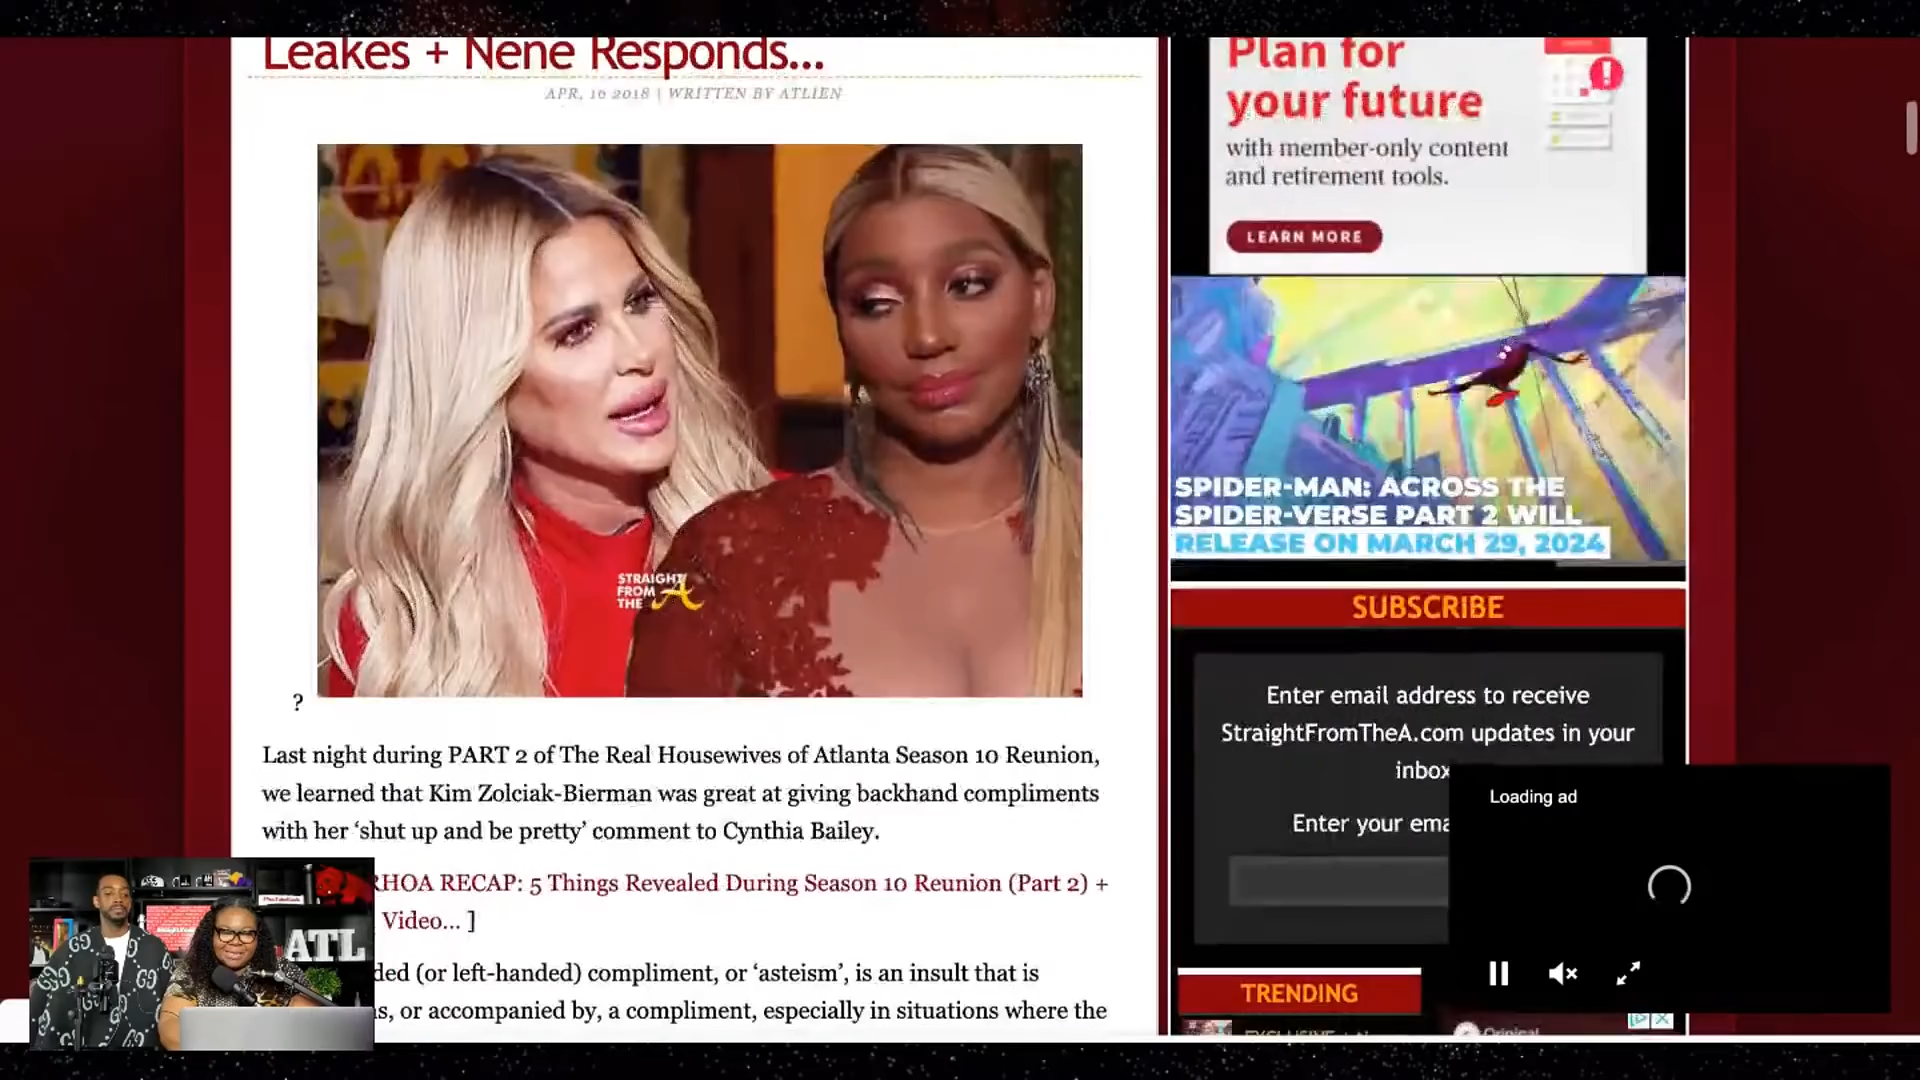 Leakes + Nene Responds...
APR, 16 2018 | WRITTEN BY ATLIEN
STRAIGHT
FROM
THE A
?
Last night during PART 2 of The Real Housewives of Atlanta Season 10 Reunion,
we learned that Kim Zolciak-Bierman was great at giving backhand compliments
with her ‘shut up and be pretty’ comment to Cynthia Bailey.
RHOA RECAP: 5 Things Revealed During Season 10 Reunion (Part 2) +
Video... ]
ded (or left-handed) compliment, or ‘asteism’, is an insult that is
s, or accompanied by, a compliment, especially in situations where the
ATL
Plan for
your future
with member-only content
and retirement tools.
LEARN MORE
SPIDER-MAN: ACROSS THE
SPIDER-VERSE PART 2 WILL
RELEASE ON MARCH 29, 2024
SUBSCRIBE
Enter email address to receive
StraightFromTheA.com updates in your
inbox
Enter your ema
Loading ad
TRENDING
EXCLUSIVE
Original